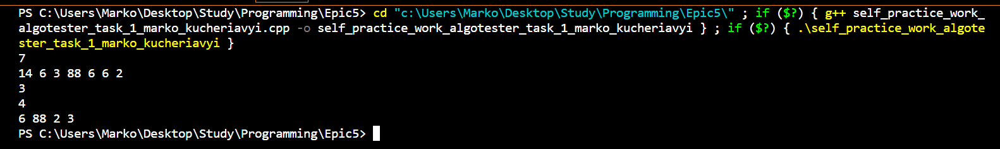 PS C:\Users\Marko\Desktop\Study\Programming\Epic5> cd "c:\Users\Marko\Desktop\Study\Programming\Epic5\" ; if ($?) { g++ self_practice_work_
algotester_task_1_marko_kucheriavyi.cpp -o self_practice_work_algotester_task_1_marko_kucheriavyi } ; if ($?) { .\self_practice_work_algote
ster_task_1_marko_kucheriavyi }
7
14 6 3 88 6 6 2
3
4
6 88 2 3
PS C:\Users\Marko\Desktop\Study\Programming\Epic5>